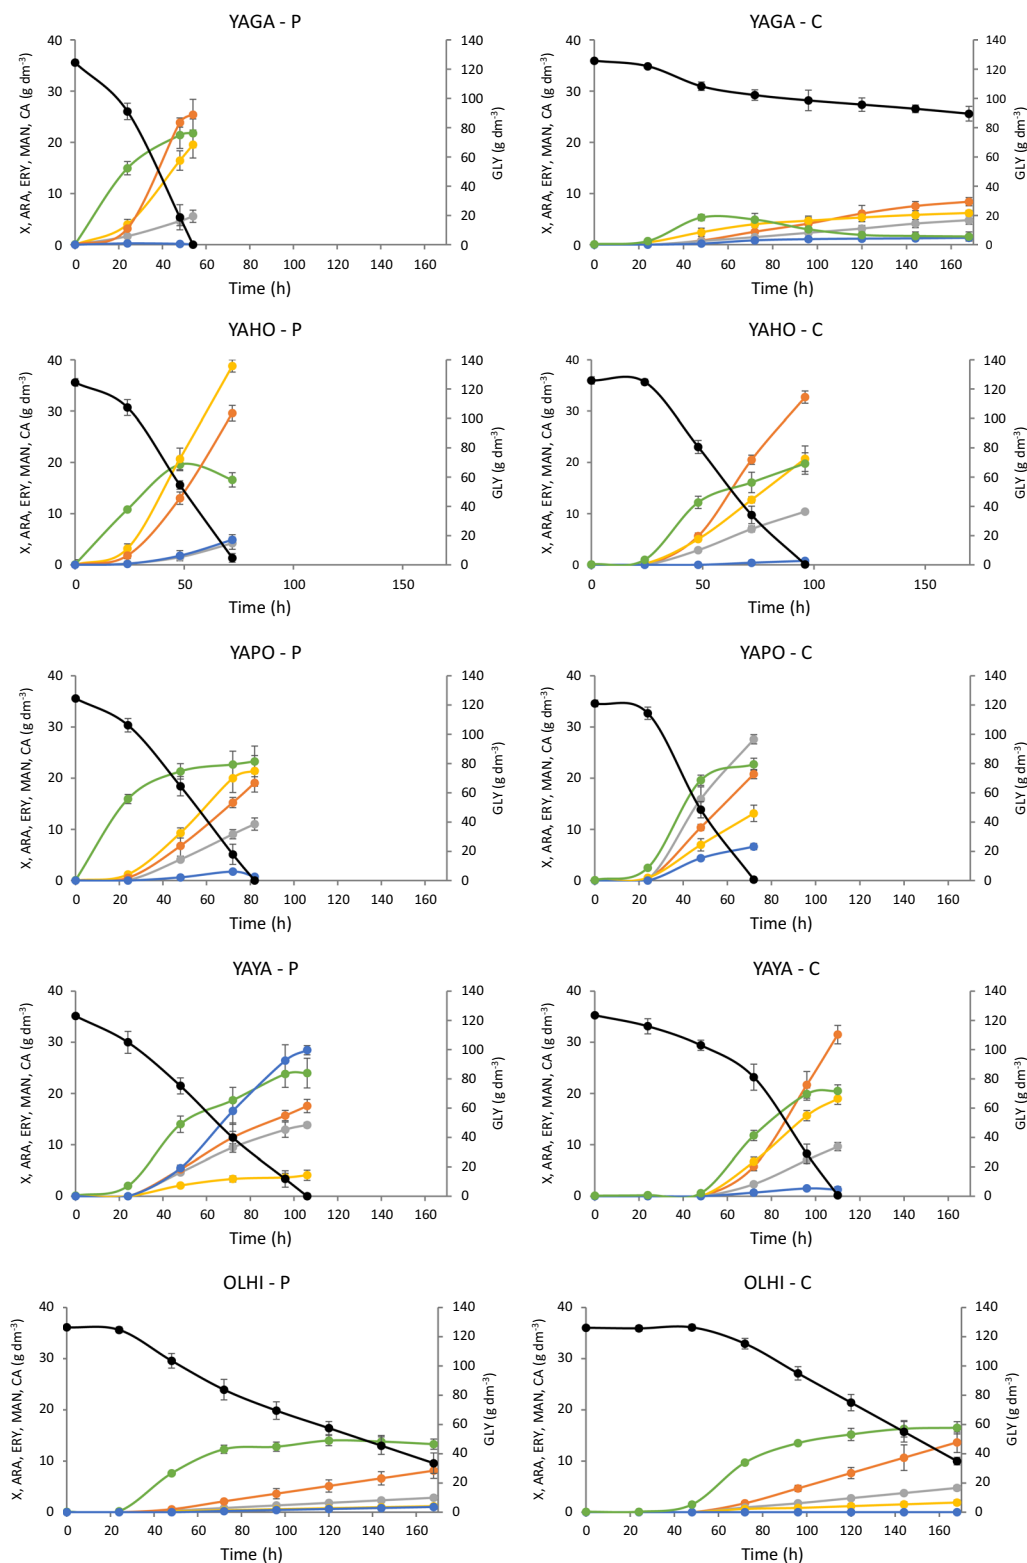 YAGA - P
X, ARA, ERY, MAN, CA (g dm⁻³)
40
30
20
10
0
140
120
100
80
60
40
20
0
GLY (g dm⁻³)
0 20 40 60 80 100 120 140 160
Time (h)
YAGA - C
X, ARA, ERY, MAN, CA (g dm⁻³)
40
30
20
10
0
140
120
100
80
60
40
20
0
GLY (g dm⁻³)
0 20 40 60 80 100 120 140 160
Time (h)
YAHO - P
X, ARA, ERY, MAN, CA (g dm⁻³)
40
30
20
10
0
140
120
100
80
60
40
20
0
GLY (g dm⁻³)
0 50 100 150
Time (h)
YAHO - C
X, ARA, ERY, MAN, CA (g dm⁻³)
40
30
20
10
0
140
120
100
80
60
40
20
0
GLY (g dm⁻³)
0 50 100 150
Time (h)
YAPO - P
X, ARA, ERY, MAN, CA (g dm⁻³)
40
30
20
10
0
140
120
100
80
60
40
20
0
GLY (g dm⁻³)
0 20 40 60 80 100 120 140 160
Time (h)
YAPO - C
X, ARA, ERY, MAN, CA (g dm⁻³)
40
30
20
10
0
140
120
100
80
60
40
20
0
GLY (g dm⁻³)
0 20 40 60 80 100 120 140 160
Time (h)
YAYA - P
X, ARA, ERY, MAN, CA (g dm⁻³)
40
30
20
10
0
140
120
100
80
60
40
20
0
GLY (g dm⁻³)
0 20 40 60 80 100 120 140 160
Time (h)
YAYA - C
X, ARA, ERY, MAN, CA (g dm⁻³)
40
30
20
10
0
140
120
100
80
60
40
20
0
GLY (g dm⁻³)
0 20 40 60 80 100 120 140 160
Time (h)
OLHI - P
X, ARA, ERY, MAN, CA (g dm⁻³)
40
30
20
10
0
140
120
100
80
60
40
20
0
GLY (g dm⁻³)
0 20 40 60 80 100 120 140 160
Time (h)
OLHI - C
X, ARA, ERY, MAN, CA (g dm⁻³)
40
30
20
10
0
140
120
100
80
60
40
20
0
GLY (g dm⁻³)
0 20 40 60 80 100 120 140 160
Time (h)